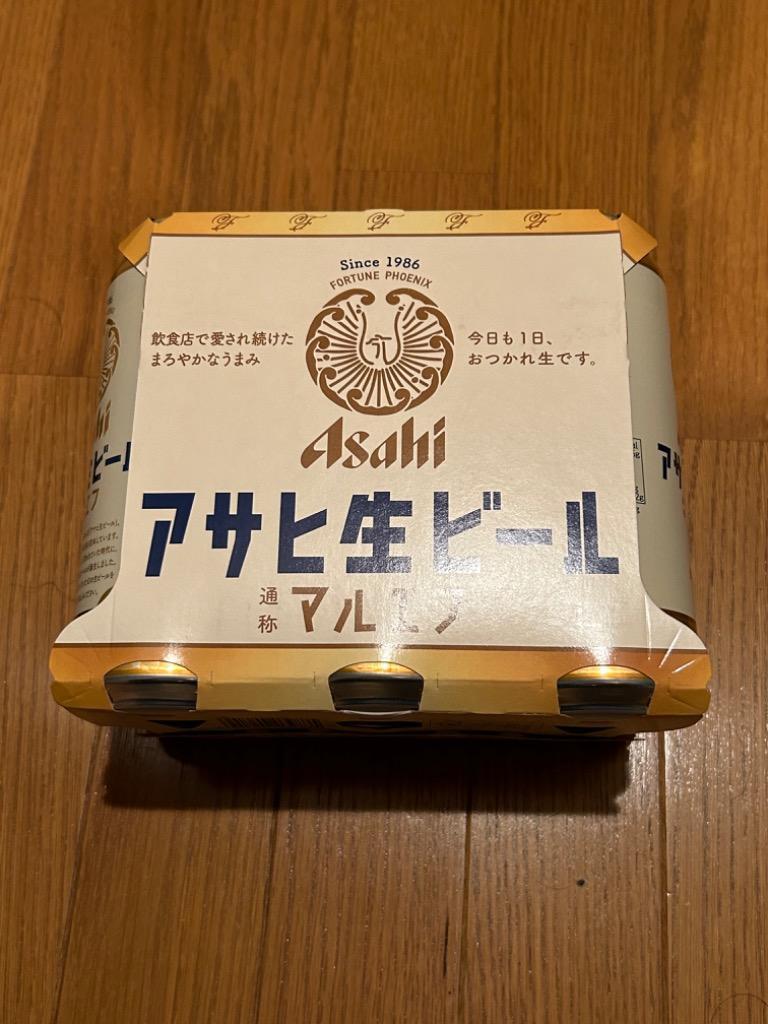 Since 1986
FORTUNE PHOENIX
飲食店で愛され続けた
まろやかなうまみ
今日も1日、
おつかれ生です。
Asahi
アサヒ生ビール
通称 マルエフ